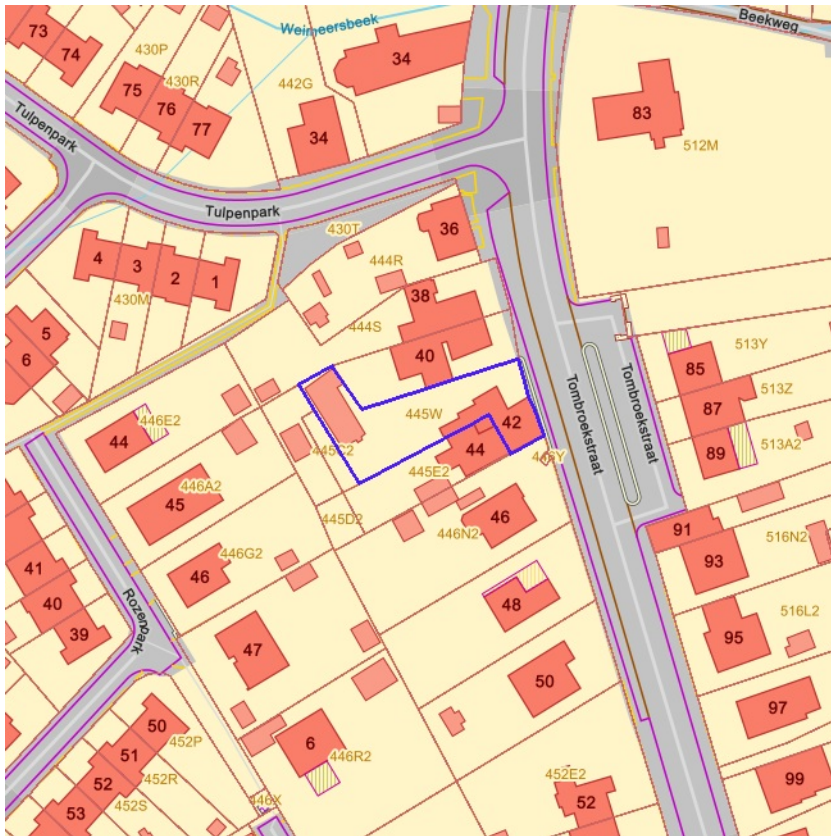 73
74
430P
Weimeersbeek
Beekweg
34
75
430R
76
77
442G
34
83
512M
Tulpenpark
Tulpenpark
430T
36
444R
4
3
2
1
430M
38
444S
5
6
40
Tombroekstraat
Tombroekstraat
85
513Y
513Z
87
445W
446E2
44
42
44
89
513A2
445C2
445E2
446A2
45
445D2
46
446N2
91
516N2
93
41
446G2
46
40
48
39
Rozenpark
47
516L2
95
50
50
452P
6
446R2
97
51
452R
52
452S
53
446X
452E2
52
99